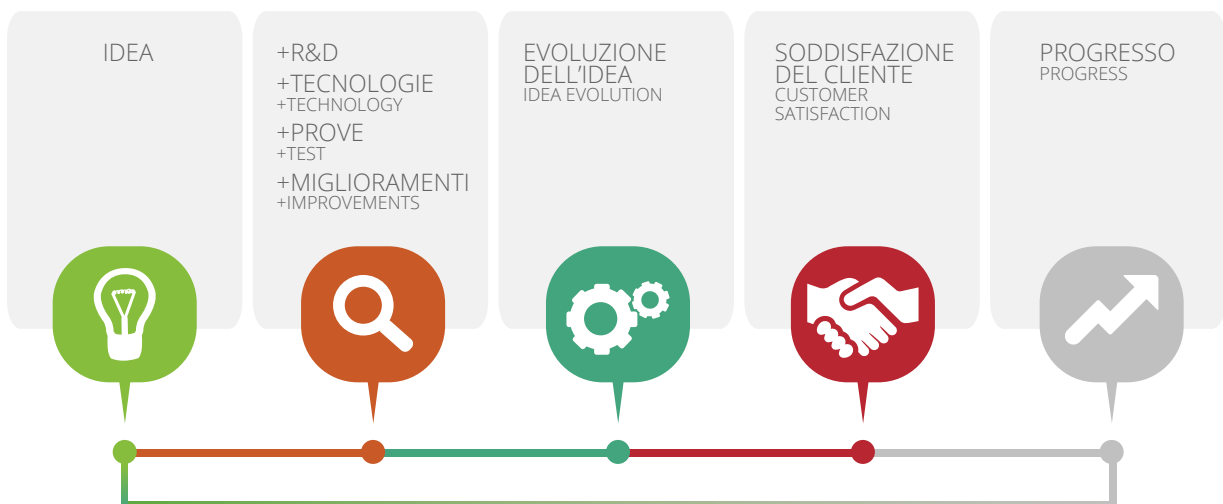 IDEA
+R&D
+TECNOLOGIE
+TECHNOLOGY
+PROVE
+TEST
+MIGLIORAMENTI
+IMPROVEMENTS
EVOLUZIONE
DELL'IDEA
IDEA EVOLUTION
SODDISFAZIONE
DEL CLIENTE
CUSTOMER
SATISFACTION
PROGRESSO
PROGRESS